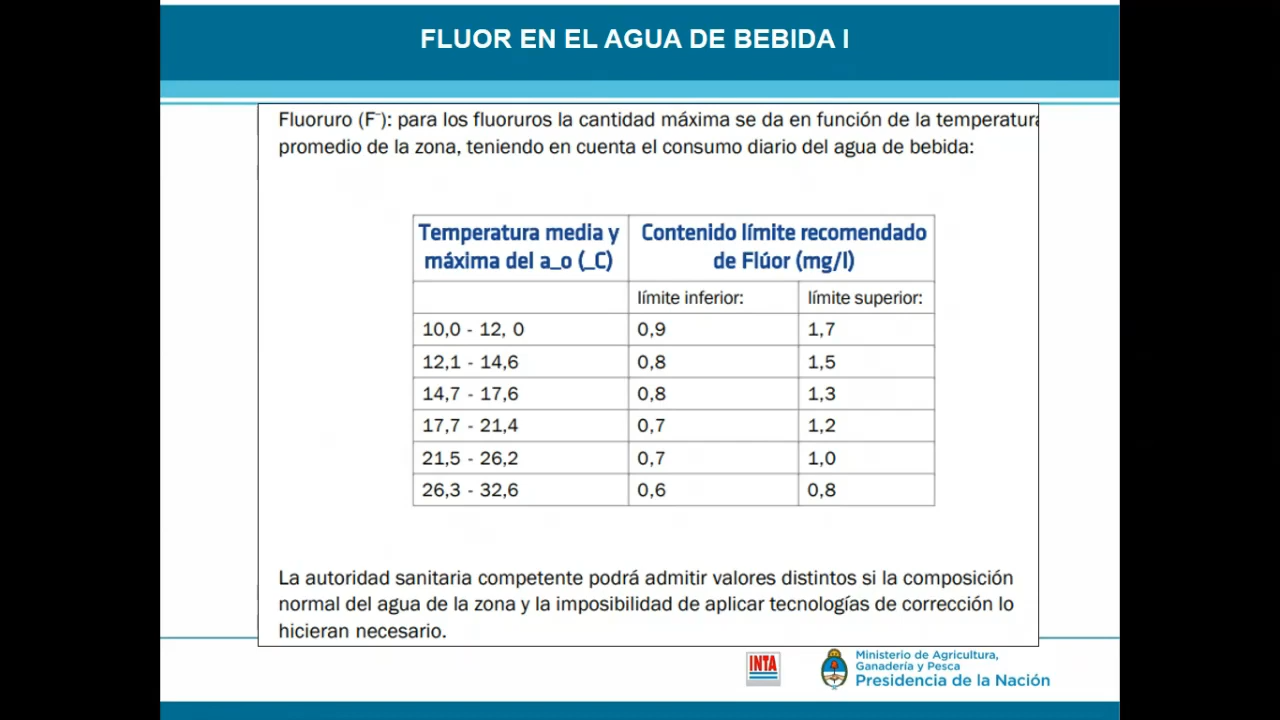 FLUOR EN EL AGUA DE BEBIDA I
Fluoruro (F⁻): para los fluoruros la cantidad máxima se da en función de la temperatura
promedio de la zona, teniendo en cuenta el consumo diario del agua de bebida:
Temperatura media y máxima del a_o (_C) Contenido límite recomendado de Flúor (mg/l)
límite inferior: límite superior:
10,0 - 12, 0 0,9 1,7
12,1 - 14,6 0,8 1,5
14,7 - 17,6 0,8 1,3
17,7 - 21,4 0,7 1,2
21,5 - 26,2 0,7 1,0
26,3 - 32,6 0,6 0,8
La autoridad sanitaria competente podrá admitir valores distintos si la composición
normal del agua de la zona y la imposibilidad de aplicar tecnologías de corrección lo
hicieran necesario.
INTA
Ministerio de Agricultura,
Ganadería y Pesca
Presidencia de la Nación